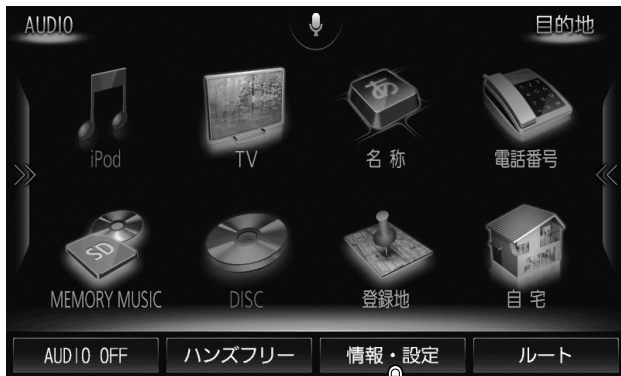 AUDIO 目的地
iPod TV 名称 電話番号
MEMORY MUSIC DISC 登録地 自宅
AUDIO OFF ハンズフリー 情報・設定 ルート